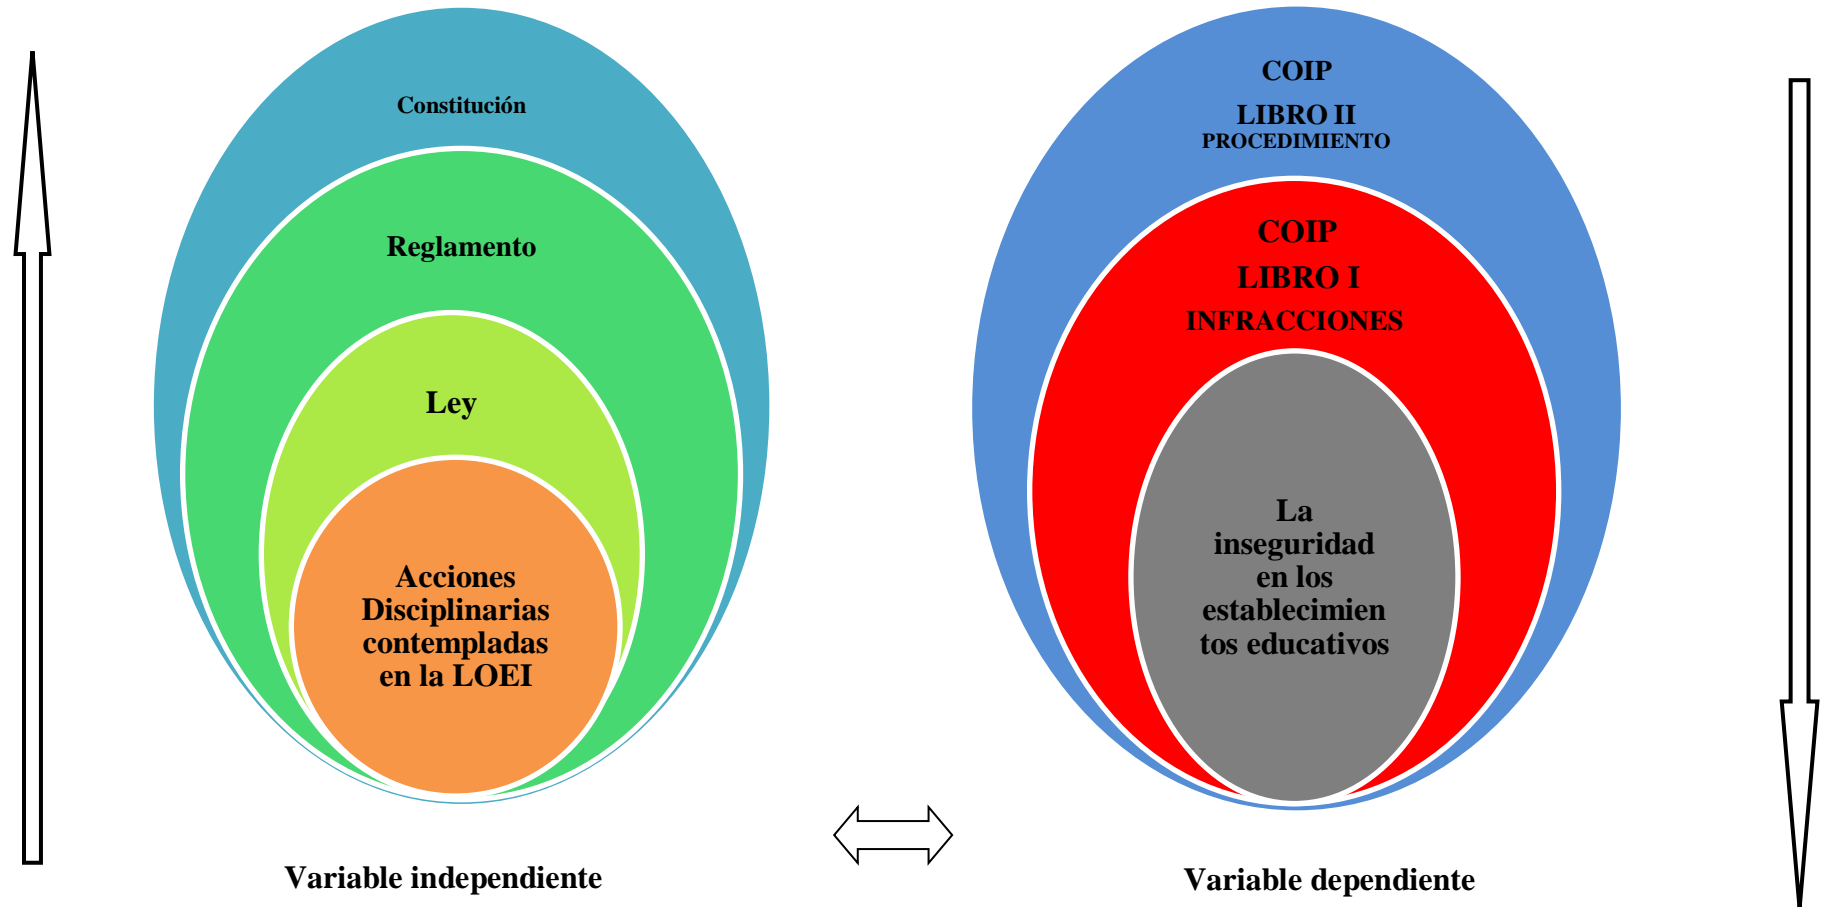 Constitución
Reglamento
Ley
Acciones
Disciplinarias
contempladas
en la LOEI
Variable independiente
COIP
LIBRO II
PROCEDIMIENTO
COIP
LIBRO I
INFRACCIONES
La
inseguridad
en los
establecimien
tos educativos
Variable dependiente